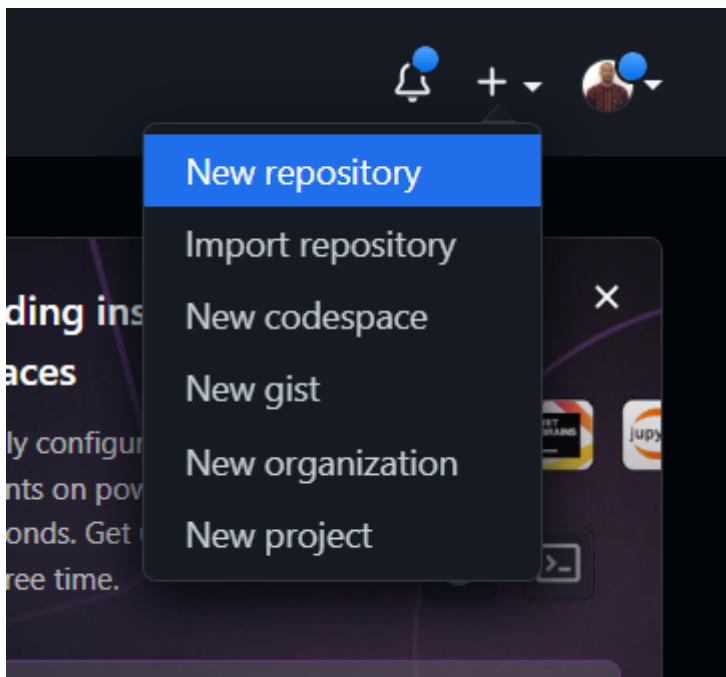 New repository
Import repository
ding ins
New codespace
aces
New gist
ly configur
nts on pow
New organization
onds. Get
New project
ree time.